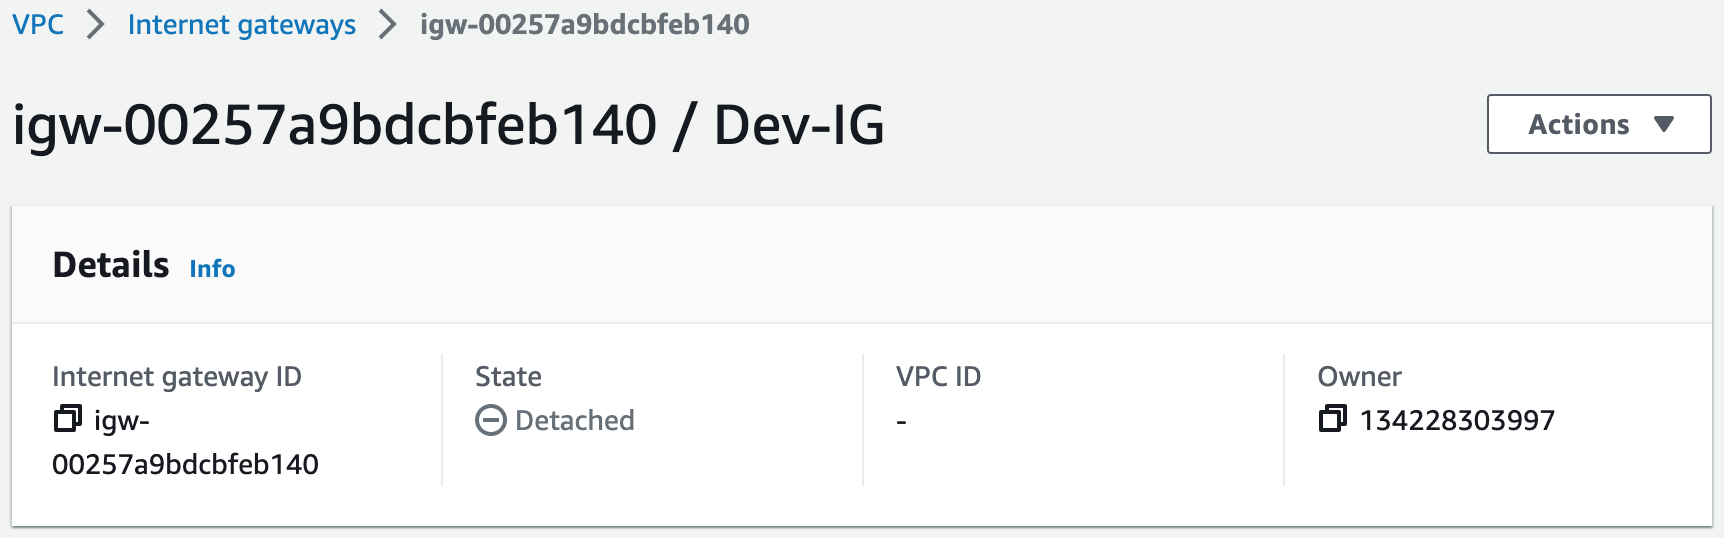 VPC > Internet gateways > igw-00257a9bdcbfeb140
igw-00257a9bdcbfeb140 / Dev-IG
Actions
Details Info
Internet gateway ID
igw-
00257a9bdcbfeb140
State
Detached
VPC ID
-
Owner
134228303997